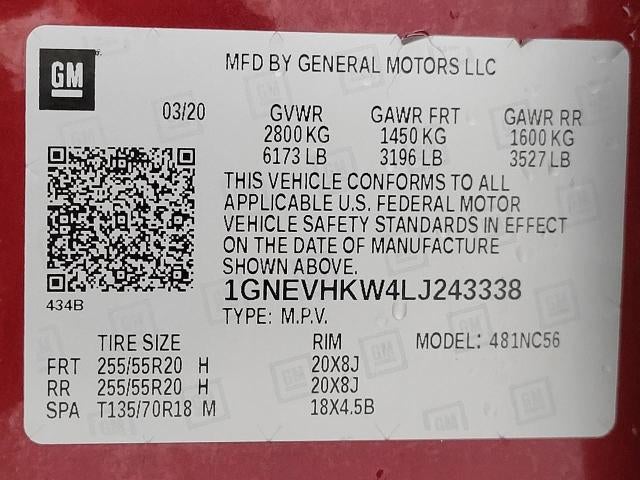 GM
MFD BY GENERAL MOTORS LLC
03/20 GVWR GAWR FRT GAWR RR
2800 KG 1450 KG 1600 KG
6173 LB 3196 LB 3527 LB
THIS VEHICLE CONFORMS TO ALL
APPLICABLE U.S. FEDERAL MOTOR
VEHICLE SAFETY STANDARDS IN EFFECT
ON THE DATE OF MANUFACTURE
SHOWN ABOVE.
1GNEVHKW4LJ243338
434B
TYPE: M.P.V.
TIRE SIZE RIM MODEL: 481NC56
FRT 255/55R20 H 20X8J
RR 255/55R20 H 20X8J
SPA T135/70R18 M 18X4.5B